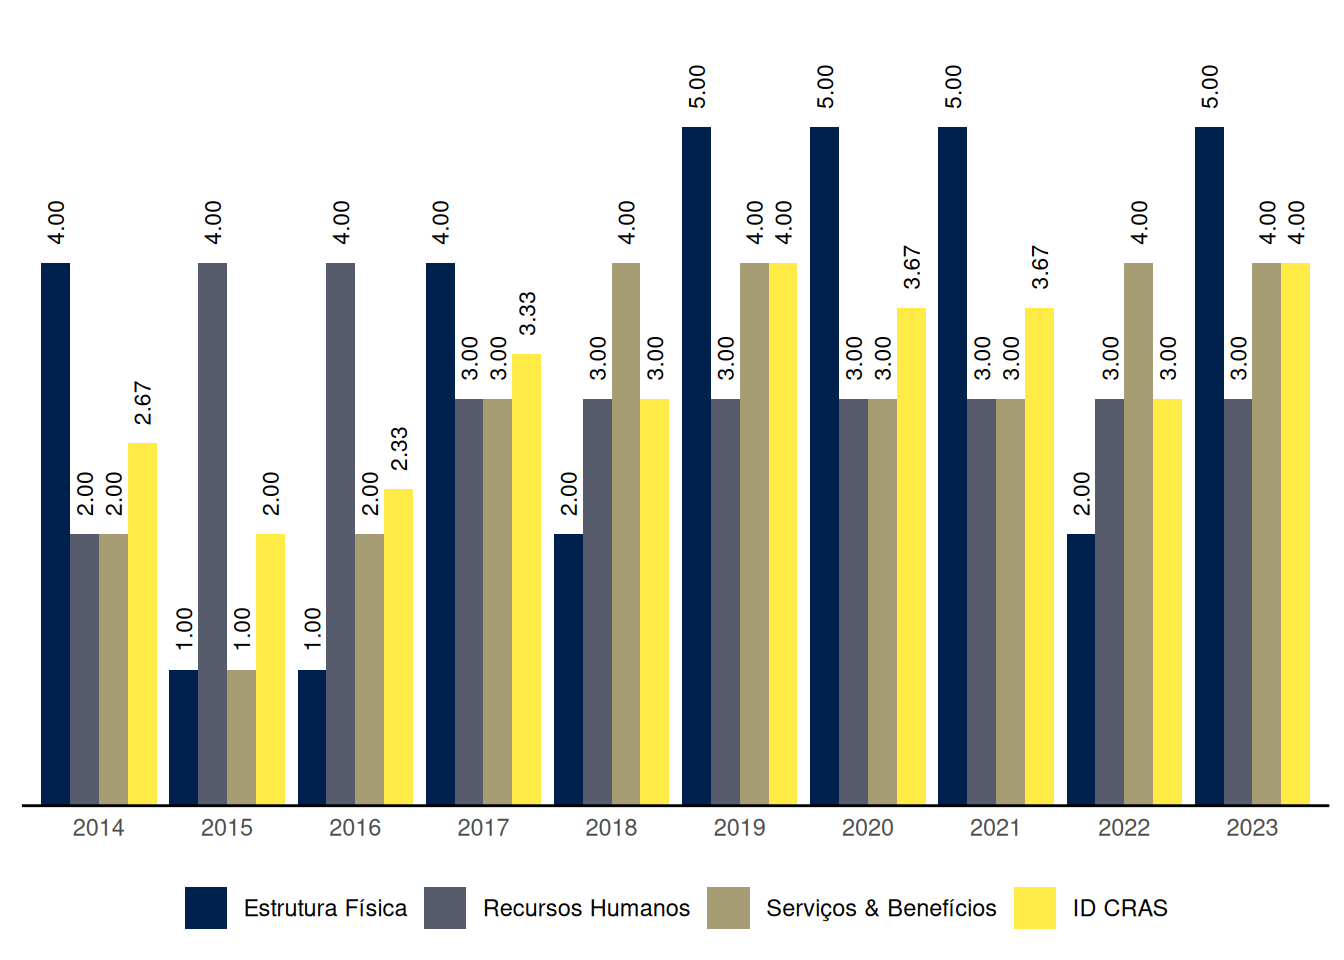 5.00 5.00 5.00 5.00
4.00 4.00 4.00 4.00 4.00 4.00 4.00 4.00 4.00 4.00
3.67 3.67
3.33
3.00 3.00 3.00 3.00 3.00 3.00 3.00 3.00 3.00 3.00 3.00 3.00
2.67
2.33
2.00 2.00 2.00 2.00 2.00 2.00
1.00 1.00 1.00
2014 2015 2016 2017 2018 2019 2020 2021 2022 2023
Estrutura Física Recursos Humanos Serviços & Benefícios ID CRAS